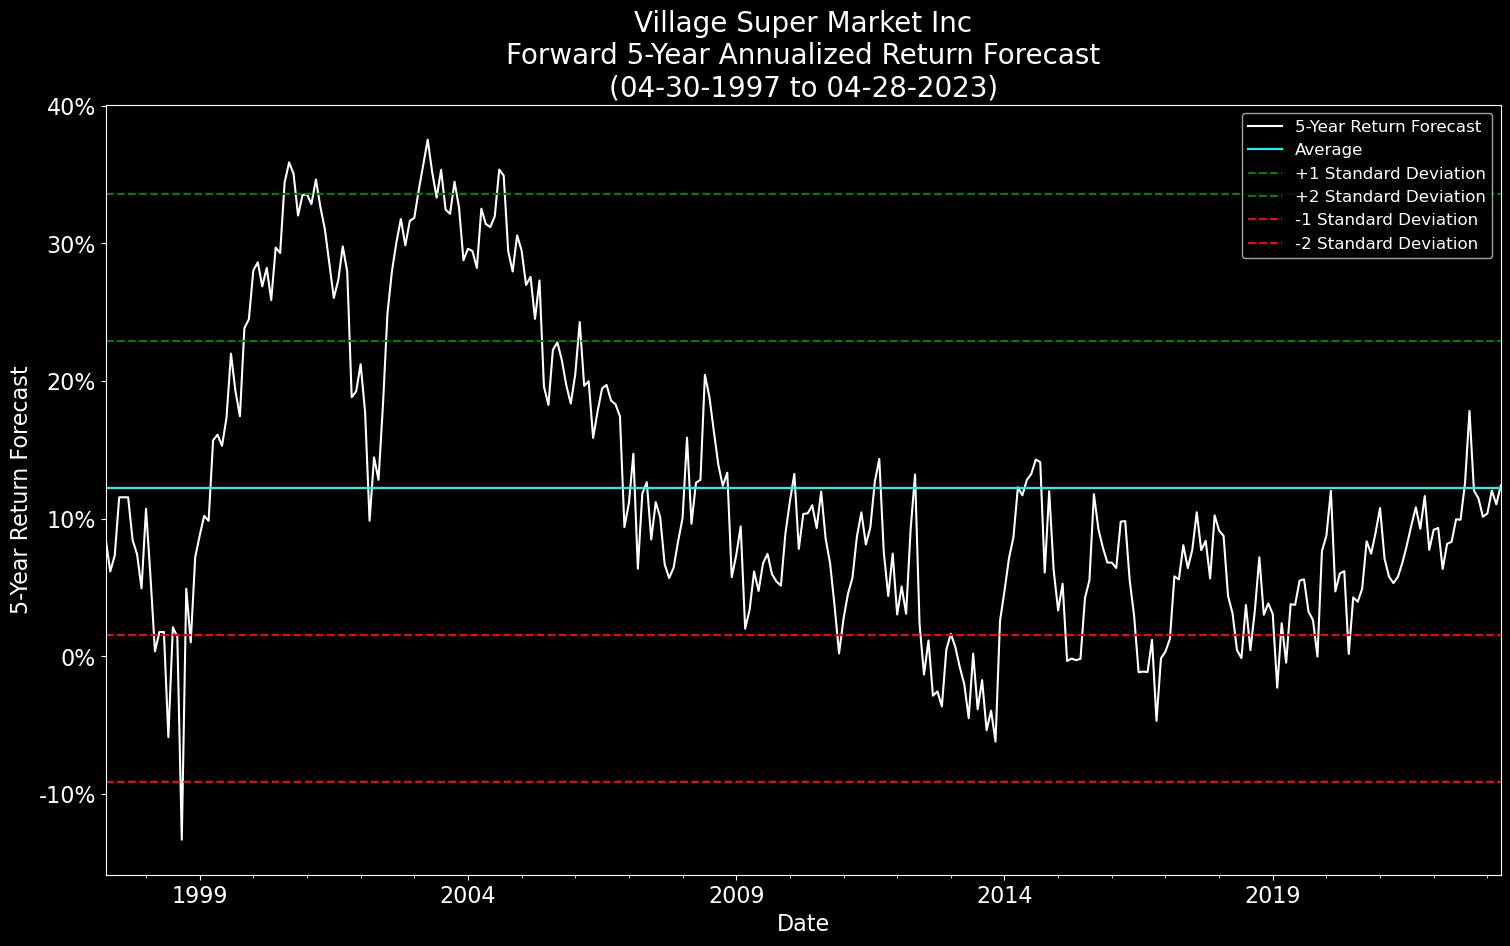 Village Super Market Inc
Forward 5-Year Annualized Return Forecast
(04-30-1997 to 04-28-2023)
40%
30%
20%
10%
0%
-10%
5-Year Return Forecast
5-Year Return Forecast
Average
+1 Standard Deviation
+2 Standard Deviation
-1 Standard Deviation
-2 Standard Deviation
1999 2004 2009 2014 2019
Date